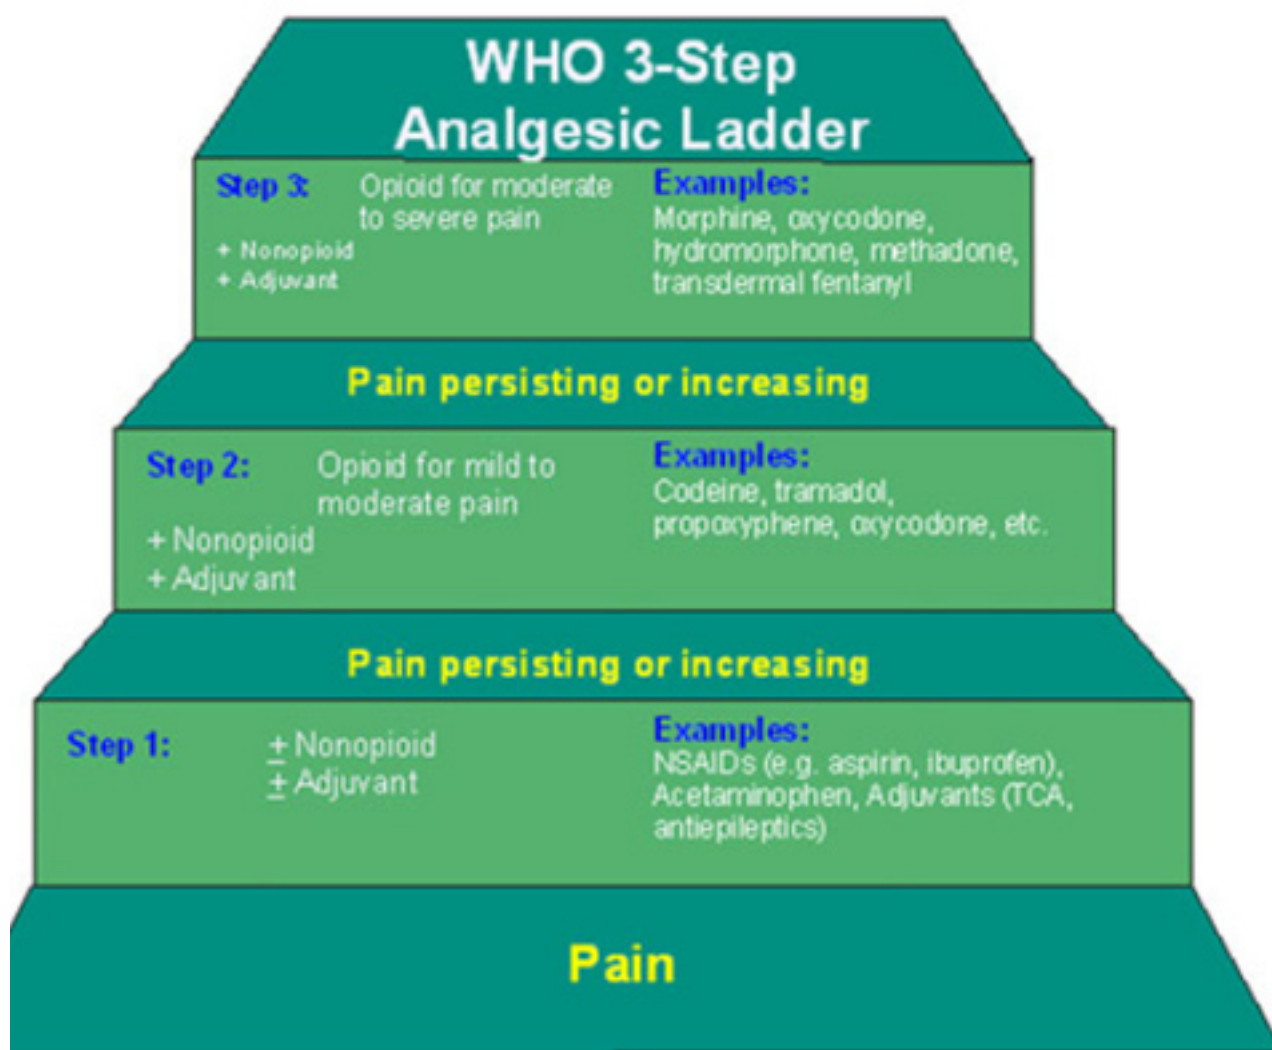 WHO 3-Step
Analgesic Ladder
Step 3:
Opioid for moderate
to severe pain
+ Nonopioid
+ Adjuvant
Examples:
Morphine, oxycodone,
hydromorphone, methadone,
transdermal fentanyl
Pain persisting or increasing
Step 2:
Opioid for mild to
moderate pain
+ Nonopioid
+ Adjuvant
Examples:
Codeine, tramadol,
propoxyphene, oxycodone, etc.
Pain persisting or increasing
Step 1:
± Nonopioid
± Adjuvant
Examples:
NSAIDs (e.g. aspirin, ibuprofen),
Acetaminophen, Adjuvants (TCA,
antiepileptics)
Pain